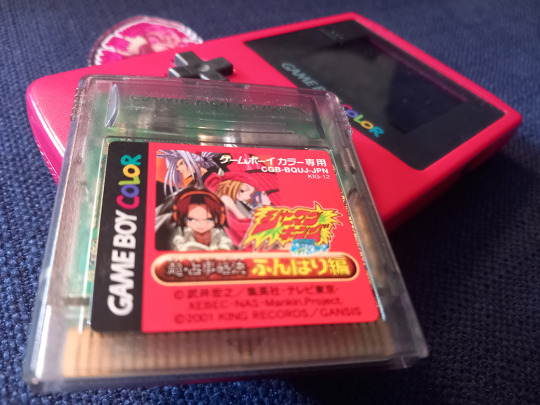 GAME BOY COLOR
GAME BOY COLOR
ゲームボーイカラー専用
CGB-BQUJ-JPN
KIG-12
シャーマンキング
超・占事略決
ふんばり編
©武井宏之／集英社・テレビ東京・
XEBEC・NAS・Mankin.Project.
©2001 KING RECORDS／GANSIS